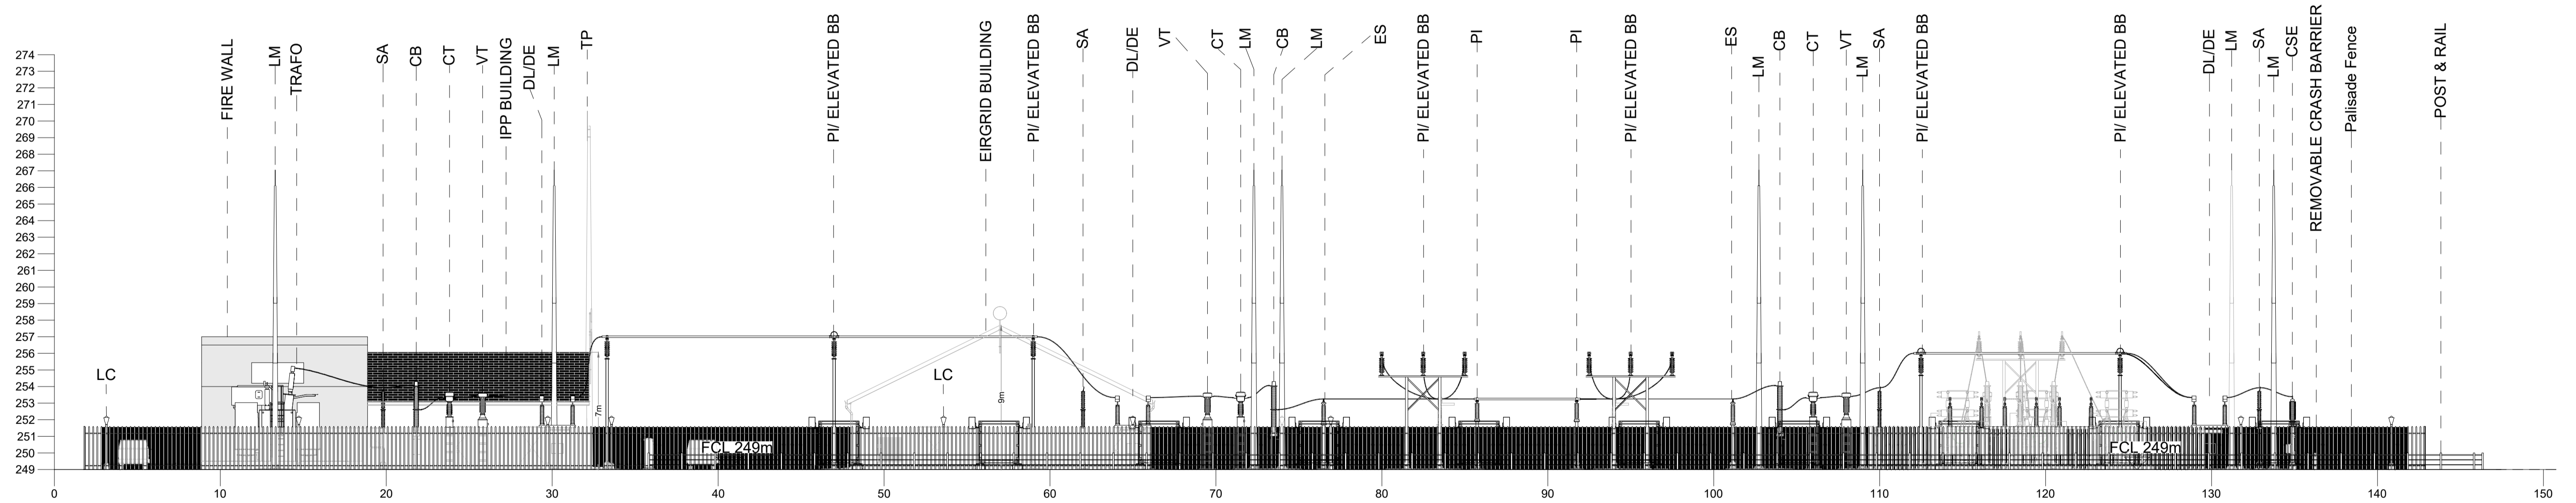 FIRE WALL
LM
TRAFO
SA
CB
CT
VT
IPP BUILDING
DL/DE
LM
TP
PI/ ELEVATED BB
EIRGRID BUILDING
PI/ ELEVATED BB
SA
DL/DE
VT
CT
LM
CB
LM
ES
PI/ ELEVATED BB
PI
PI
PI/ ELEVATED BB
ES
LM
CB
CT
VT
LM
SA
PI/ ELEVATED BB
PI/ ELEVATED BB
DL/DE
LM
SA
LM
CSE
REMOVABLE CRASH BARRIER
Palisade Fence
POST & RAIL
274
273
272
271
270
269
268
267
266
265
264
263
262
261
260
259
258
257
256
255
254
253
252
251
250
249
LC
LC
7m
9m
FCL 249m
FCL 249m
0
10
20
30
40
50
60
70
80
90
100
110
120
130
140
150